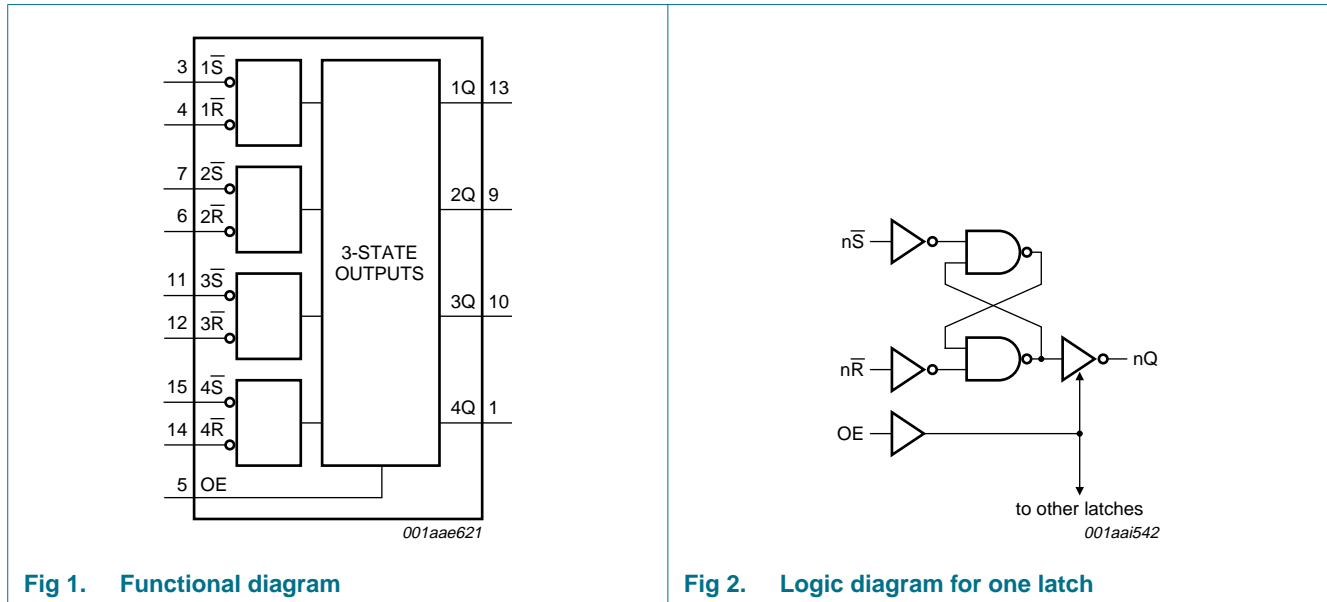 3 1S̅ 1Q 13
4 1R̅
7 2S̅ 2Q 9
6 2R̅
3-STATE
OUTPUTS
11 3S̅ 3Q 10
12 3R̅
15 4S̅ 4Q 1
14 4R̅
5 OE
001aae621
Fig 1. Functional diagram
nS̅
nR̅ nQ
OE
to other latches
001aai542
Fig 2. Logic diagram for one latch